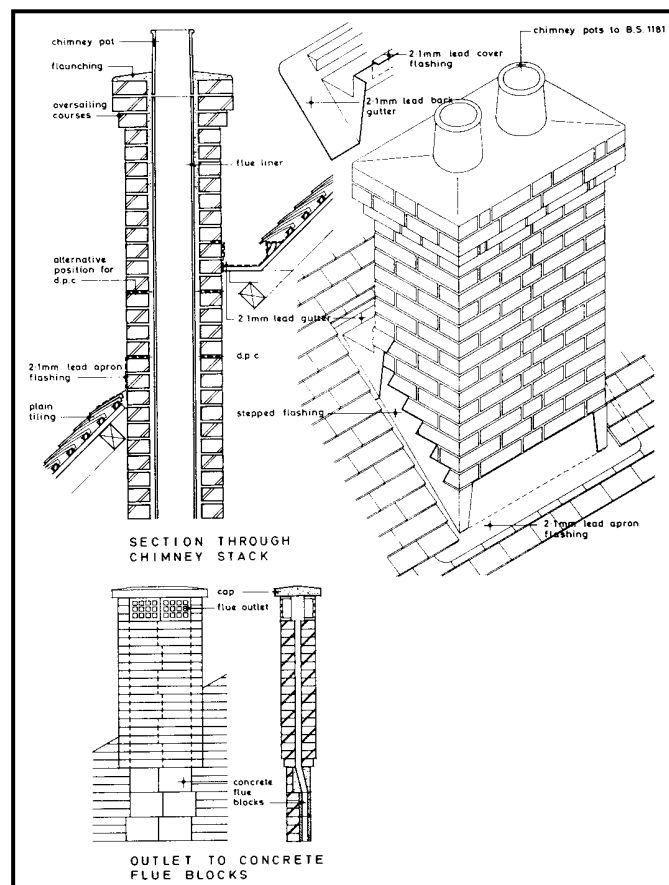 chimney pot
flaunching
oversailing
courses
flue liner
alternative
position for
d.p.c
2·1mm lead gutter
2·1mm lead apron
flashing
d.p.c
plain
tiling
SECTION THROUGH
CHIMNEY STACK
2·1mm lead cover
flashing
2·1mm lead back
gutter
chimney pots to B.S. 1181
stepped flashing
2·1mm lead apron
flashing
cap
flue outlet
concrete
flue
blocks
OUTLET TO CONCRETE
FLUE BLOCKS